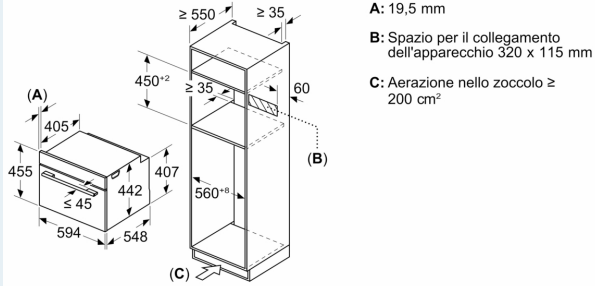 ≥ 550
≥ 35
450⁺²
≥ 35
60
(A)
405
(B)
455
442
407
≤ 45
560⁺⁸
594
548
(C)
A: 19,5 mm
B: Spazio per il collegamento
dell'apparecchio 320 x 115 mm
C: Aerazione nello zoccolo ≥
200 cm²